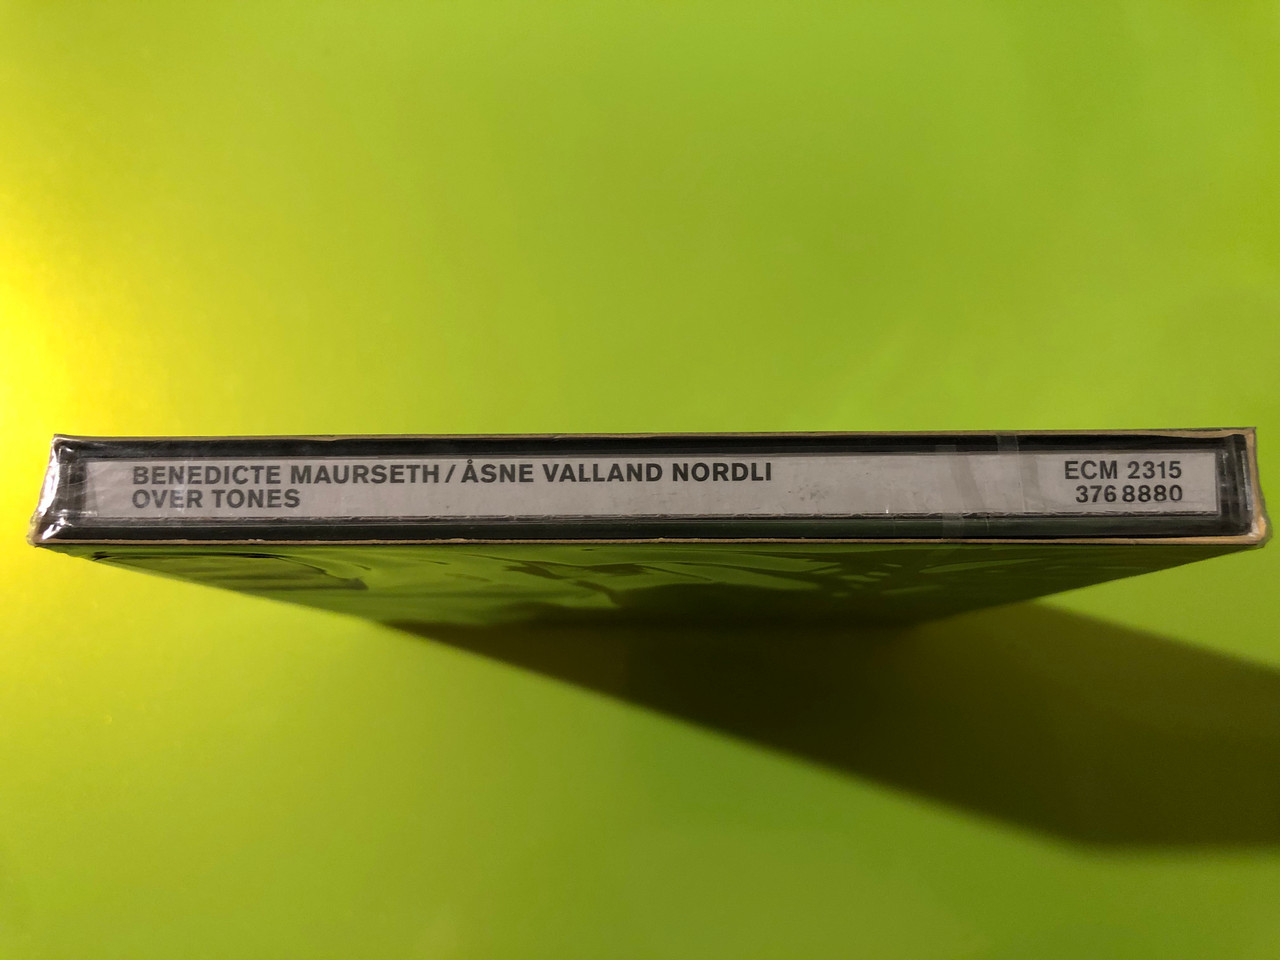 BENEDICTE MAURSETH / ÅSNE VALLAND NORDLI
OVER TONES
ECM 2315
376 8880